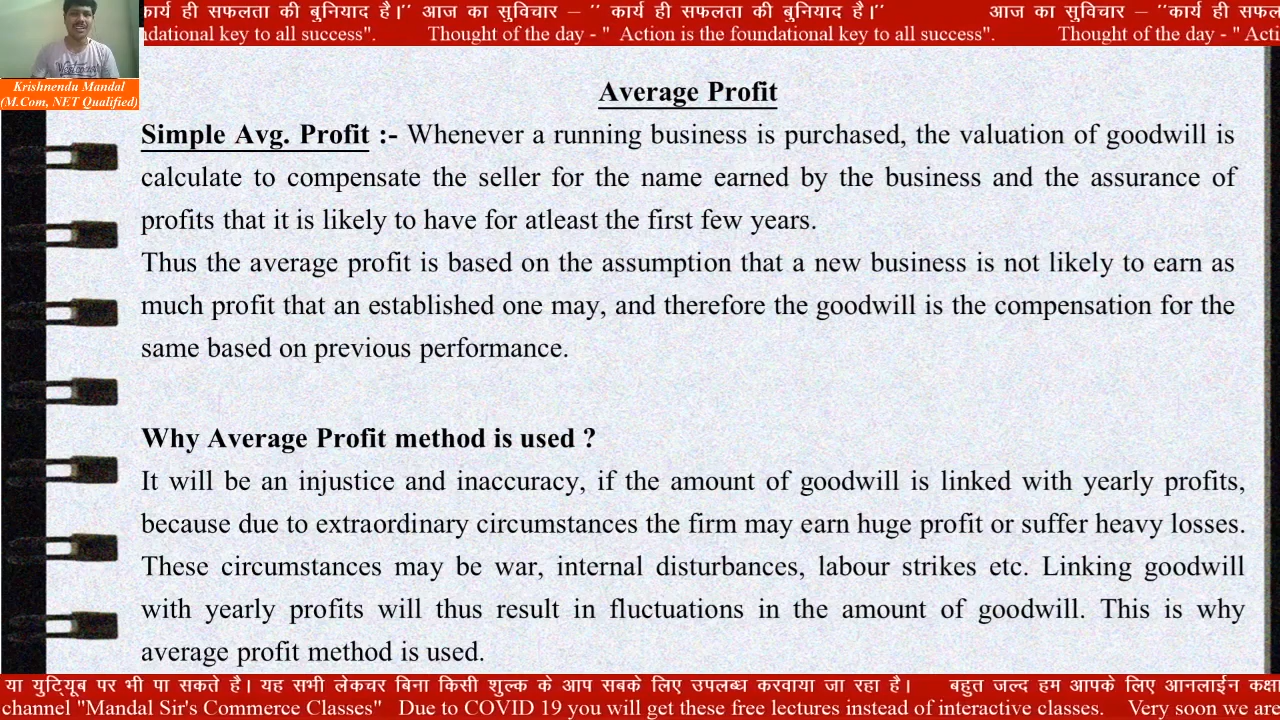 कार्य ही सफलता की बुनियाद है।" आज का सुविचार – " कार्य ही सफलता की बुनियाद है।" आज का सुविचार – "कार्य ही
dational key to all success". Thought of the day - " Action is the foundational key to all success". Thought of the day - " Acti
Krishnendu Mandal
(M.Com, NET Qualified)
Average Profit
Simple Avg. Profit :- Whenever a running business is purchased, the valuation of goodwill is
calculate to compensate the seller for the name earned by the business and the assurance of
profits that it is likely to have for atleast the first few years.
Thus the average profit is based on the assumption that a new business is not likely to earn as
much profit that an established one may, and therefore the goodwill is the compensation for the
same based on previous performance.
Why Average Profit method is used ?
It will be an injustice and inaccuracy, if the amount of goodwill is linked with yearly profits,
because due to extraordinary circumstances the firm may earn huge profit or suffer heavy losses.
These circumstances may be war, internal disturbances, labour strikes etc. Linking goodwill
with yearly profits will thus result in fluctuations in the amount of goodwill. This is why
average profit method is used.
या युट्यूब पर भी पा सकते है। यह सभी लेकचर बिना किसी शुल्क के आप सबके लिए उपलब्ध करवाया जा रहा है। बहुत जल्द हम आपके लिए आनलाईन कक्षा
channel "Mandal Sir's Commerce Classes" Due to COVID 19 you will get these free lectures instead of interactive classes. Very soon we are